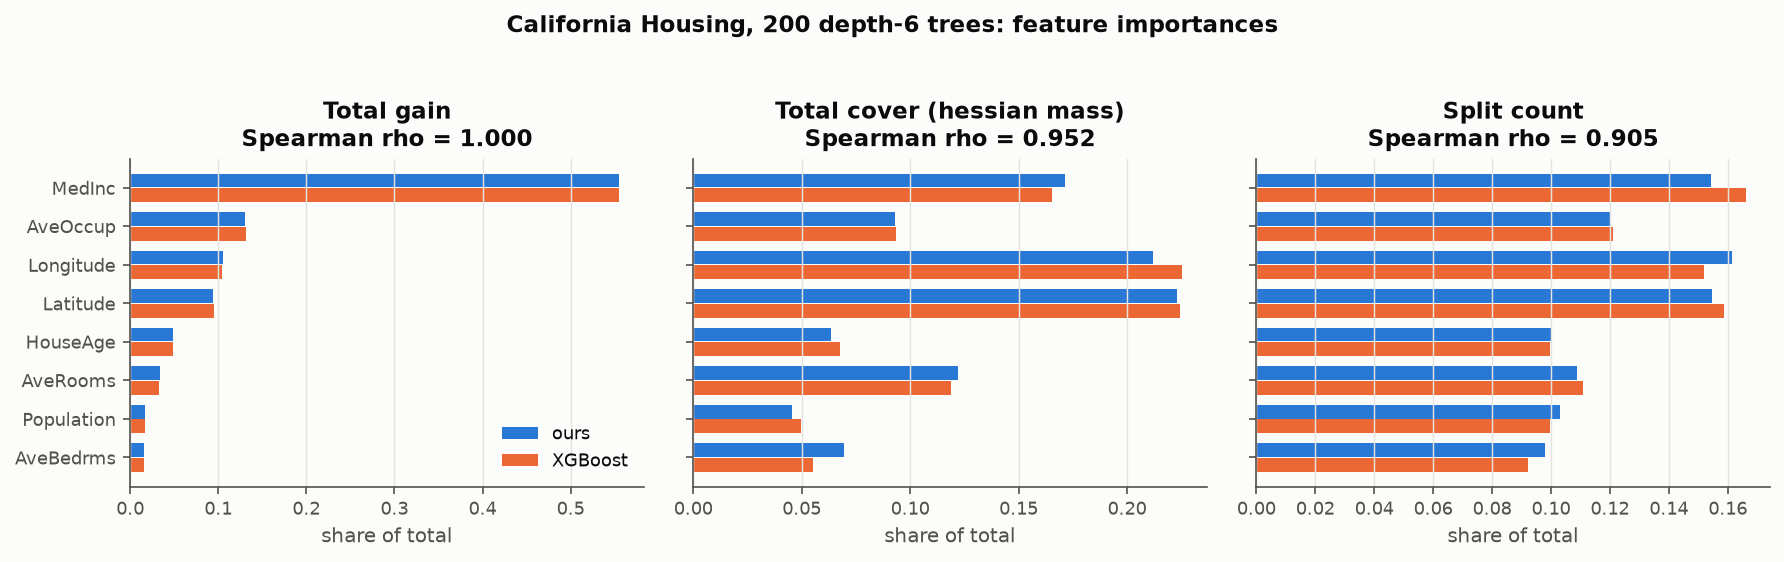 California Housing, 200 depth-6 trees: feature importances
Total gain
Spearman rho = 1.000
MedInc
AveOccup
Longitude
Latitude
HouseAge
AveRooms
Population
AveBedrms
ours
XGBoost
0.0 0.1 0.2 0.3 0.4 0.5
share of total
Total cover (hessian mass)
Spearman rho = 0.952
0.00 0.05 0.10 0.15 0.20
share of total
Split count
Spearman rho = 0.905
0.00 0.02 0.04 0.06 0.08 0.10 0.12 0.14 0.16
share of total